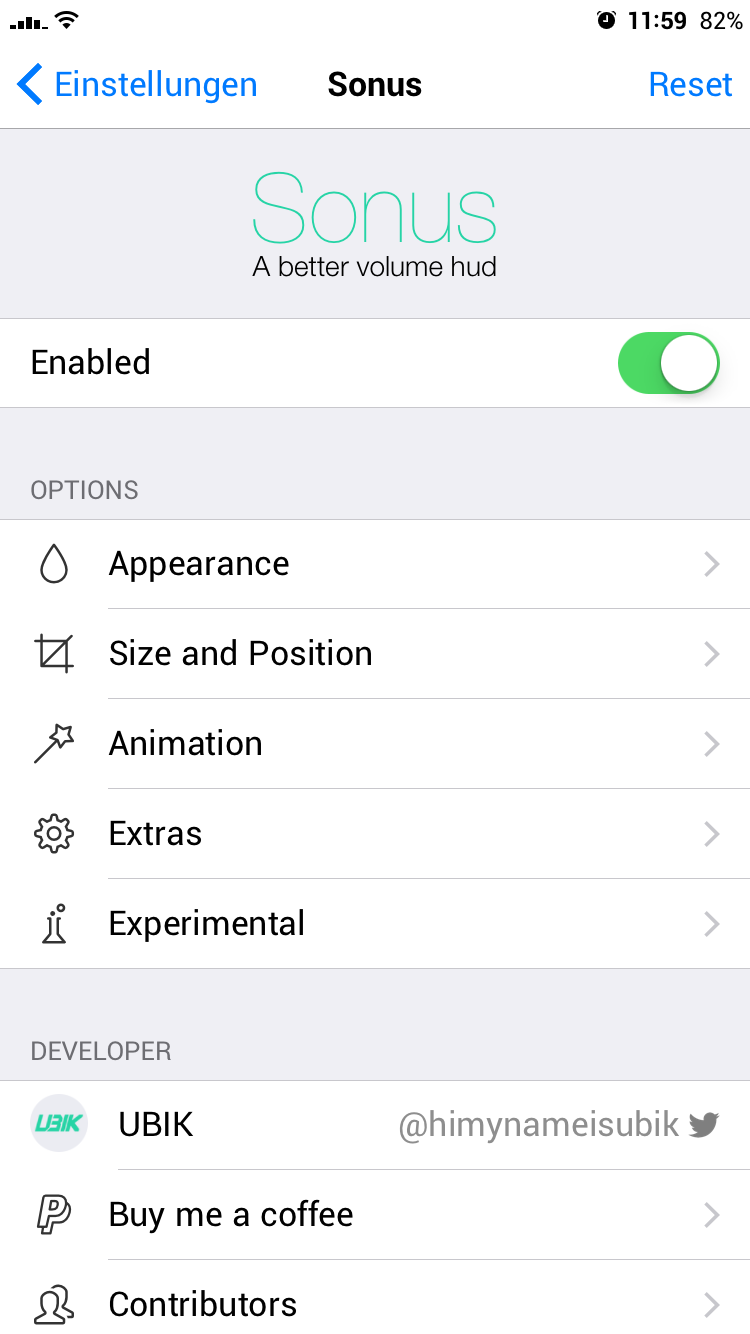 11:59 82%
Einstellungen Sonus Reset
Sonus
A better volume hud
Enabled
OPTIONS
Appearance
Size and Position
Animation
Extras
Experimental
DEVELOPER
UBIK UBIK @himynameisubik
Buy me a coffee
Contributors